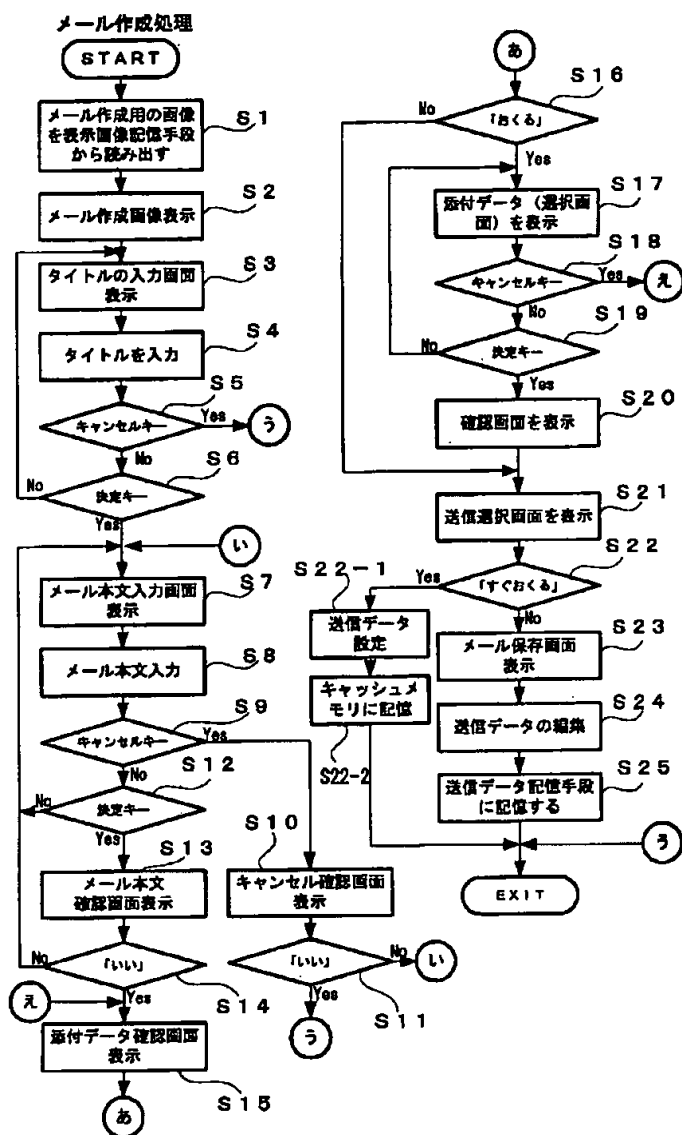 メール作成処理
START
メール作成用の画像
を表示画像記憶手段
から読み出す
S1
メール作成画像表示
S2
タイトルの入力画面
表示
S3
タイトルを入力
S4
キャンセルキー
S5
Yes
う
No
決定キー
S6
No
Yes
い
メール本文入力画面
表示
S7
メール本文入力
S8
キャンセルキー
S9
Yes
No
決定キー
S12
No
Yes
メール本文
確認画面表示
S13
「いい」
S14
No
Yes
え
添付データ確認画面
表示
S15
あ
キャンセル確認画面
表示
S10
「いい」
S11
No
い
Yes
う
あ
「おくる」
S16
No
Yes
添付データ（選択画
面）を表示
S17
キャンセルキー
S18
Yes
え
No
決定キー
S19
No
Yes
確認画面を表示
S20
送信選択画面を表示
S21
「すぐおくる」
S22
Yes
No
送信データ
設定
S22-1
キャッシュメ
モリに記憶
S22-2
メール保存画面
表示
S23
送信データの編集
S24
送信データ記憶手段
に記憶する
S25
う
EXIT